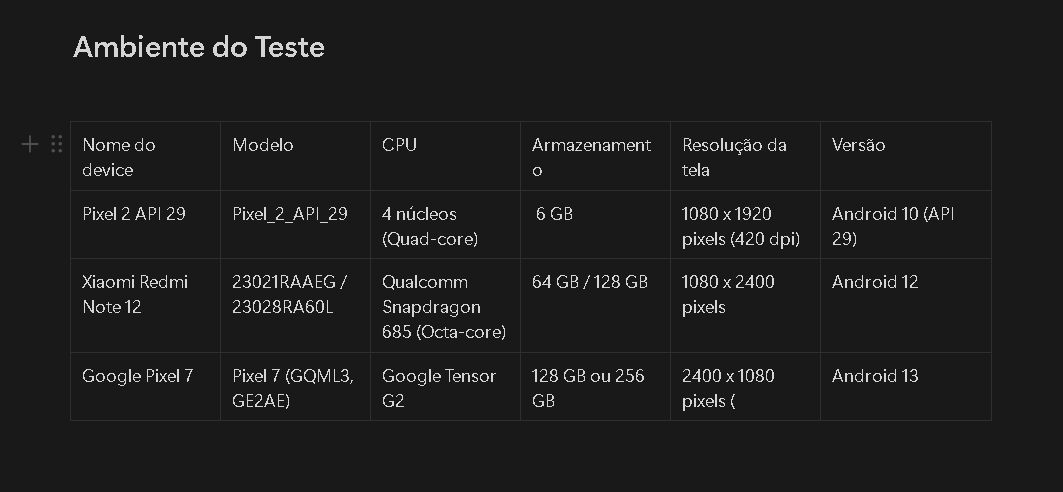 Ambiente do Teste
Nome do device
Modelo
CPU
Armazenamento
Resolução da tela
Versão
Pixel 2 API 29
Pixel_2_API_29
4 núcleos (Quad-core)
6 GB
1080 x 1920 pixels (420 dpi)
Android 10 (API 29)
Xiaomi Redmi Note 12
23021RAAEG / 23028RA60L
Qualcomm Snapdragon 685 (Octa-core)
64 GB / 128 GB
1080 x 2400 pixels
Android 12
Google Pixel 7
Pixel 7 (GQML3, GE2AE)
Google Tensor G2
128 GB ou 256 GB
2400 x 1080 pixels (
Android 13